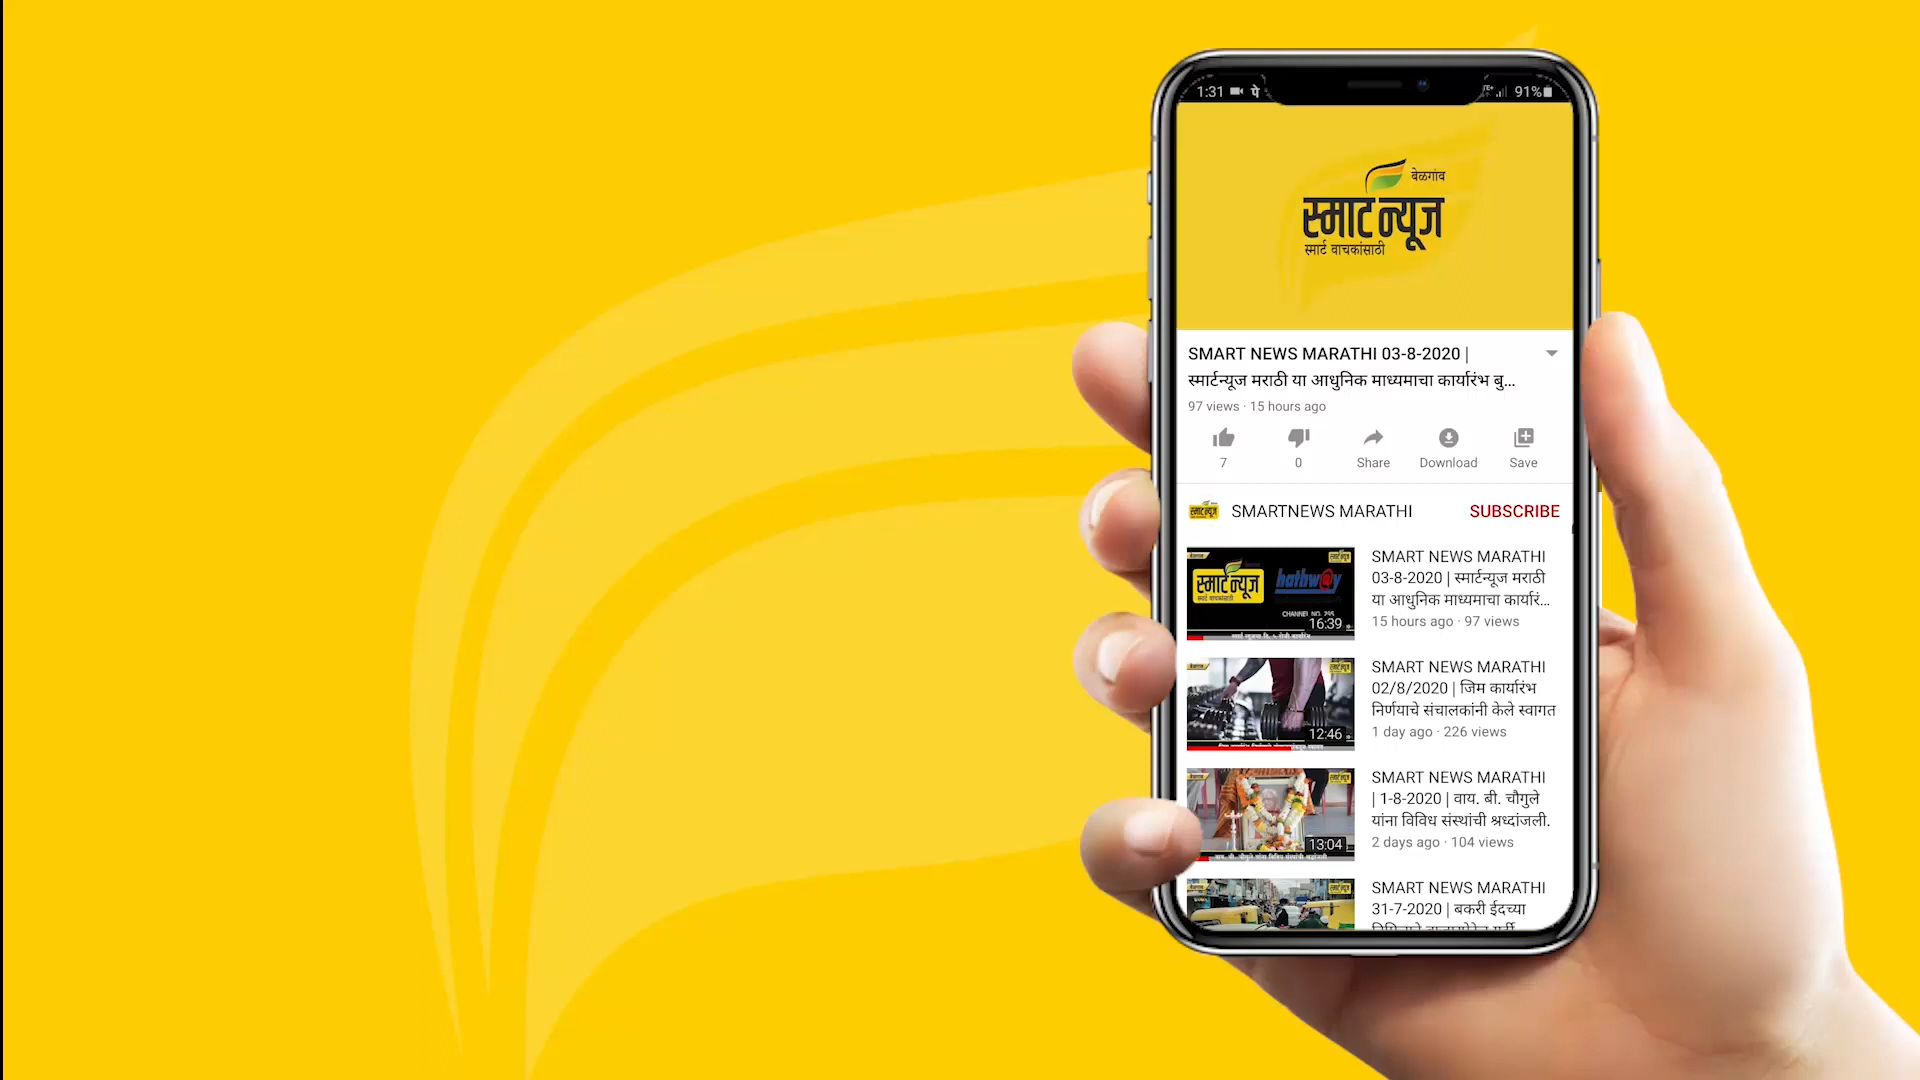 1:31
पे
91%
बेळगांव
स्मार्ट न्यूज
स्मार्ट वाचकांसाठी
SMART NEWS MARATHI 03-8-2020 |
स्मार्टन्यूज मराठी या आधुनिक माध्यमाचा कार्यारंभ बु...
97 views · 15 hours ago
7
0
Share
Download
Save
स्मार्ट न्यूज
SMARTNEWS MARATHI
SUBSCRIBE
स्मार्ट न्यूज
स्मार्ट वाचकांसाठी
hathway
CHANNEL NO. 295
16:39
SMART NEWS MARATHI
03-8-2020 | स्मार्टन्यूज मराठी
या आधुनिक माध्यमाचा कार्यारं...
15 hours ago · 97 views
12:46
SMART NEWS MARATHI
02/8/2020 | जिम कार्यारंभ
निर्णयाचे संचालकांनी केले स्वागत
1 day ago · 226 views
13:04
SMART NEWS MARATHI
| 1-8-2020 | वाय. बी. चौगुले
यांना विविध संस्थांची श्रध्दांजली.
2 days ago · 104 views
SMART NEWS MARATHI
31-7-2020 | बकरी ईदच्या